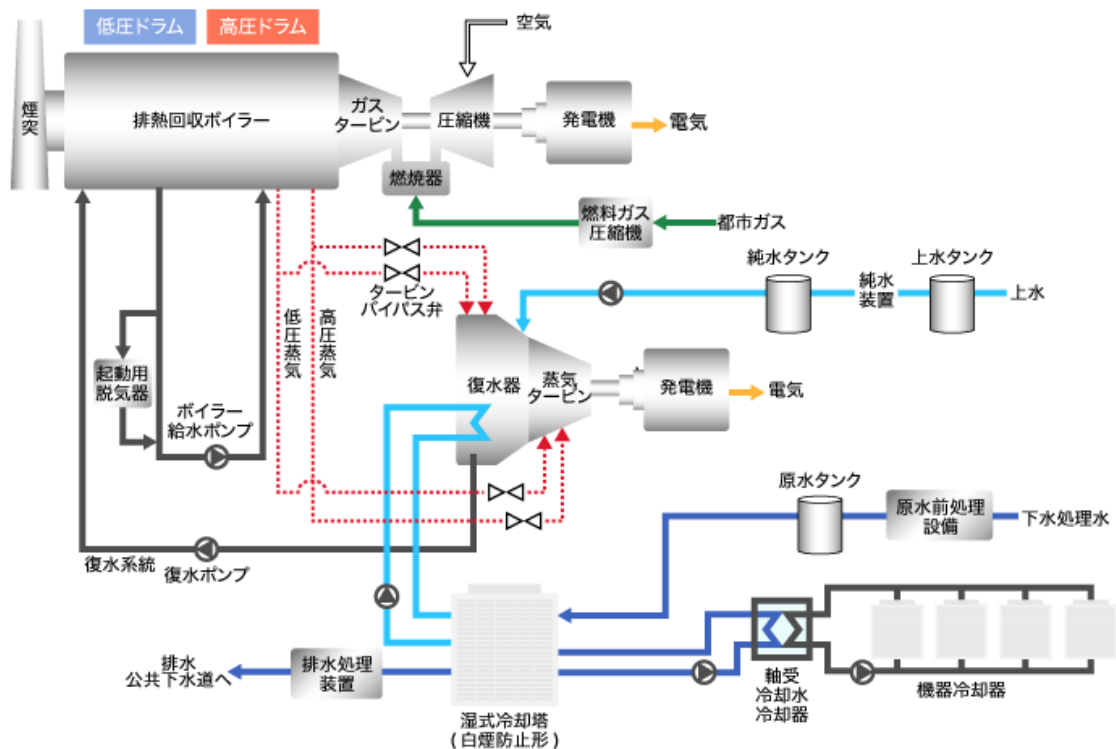 低圧ドラム
高圧ドラム
空気
煙突
排熱回収ボイラー
ガス
タービン
圧縮機
発電機
電気
燃焼器
燃料ガス
圧縮機
都市ガス
純水タンク
上水タンク
純水
装置
上水
タービン
バイパス弁
低圧蒸気
高圧蒸気
復水器
蒸気
タービン
発電機
電気
起動用
脱気器
ボイラー
給水ポンプ
原水タンク
原水前処理
設備
下水処理水
復水系統
復水ポンプ
排水
公共下水道へ
排水処理
装置
湿式冷却塔
(白煙防止形)
軸受
冷却水
冷却器
機器冷却器